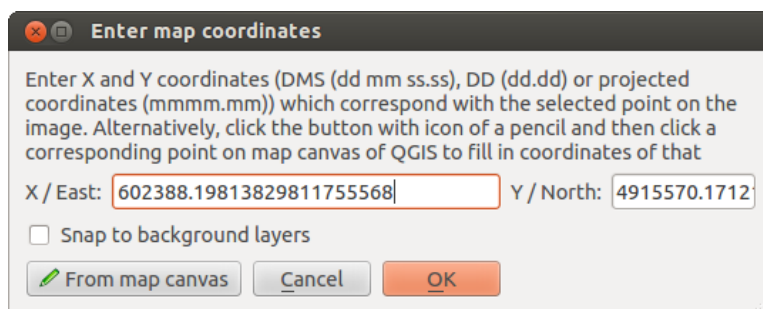 Enter map coordinates
Enter X and Y coordinates (DMS (dd mm ss.ss), DD (dd.dd) or projected
coordinates (mmmm.mm)) which correspond with the selected point on the
image. Alternatively, click the button with icon of a pencil and then click a
corresponding point on map canvas of QGIS to fill in coordinates of that
X / East: 602388.19813829811755568 Y / North: 4915570.1712
Snap to background layers
From map canvas Cancel OK